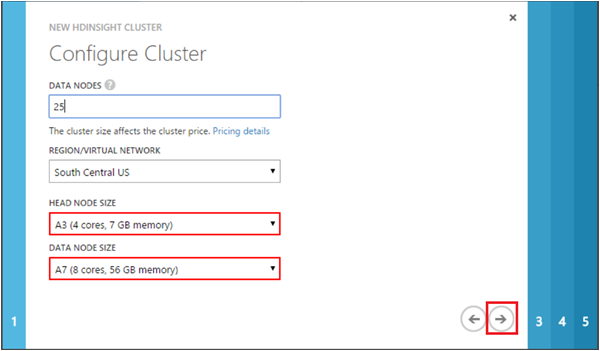 NEW HDINSIGHT CLUSTER
Configure Cluster
DATA NODES ?
25
The cluster size affects the cluster price. Pricing details
REGION/VIRTUAL NETWORK
South Central US
HEAD NODE SIZE
A3 (4 cores, 7 GB memory)
DATA NODE SIZE
A7 (8 cores, 56 GB memory)
1
3 4 5